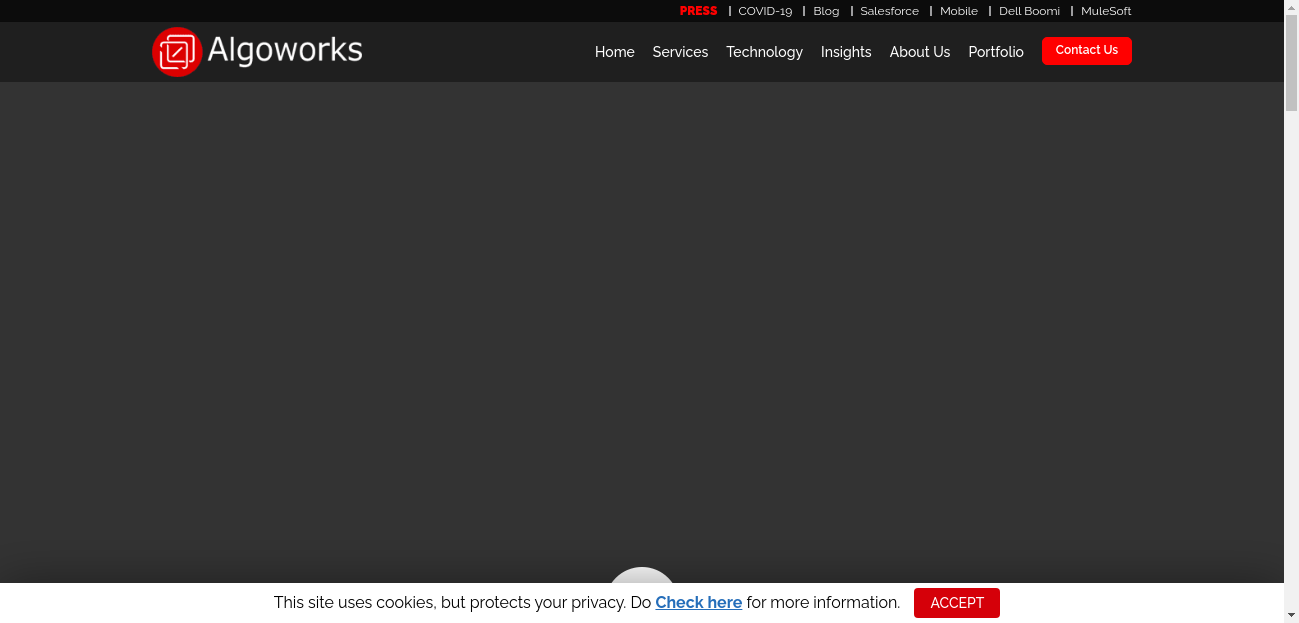 PRESS | COVID-19 | Blog | Salesforce | Mobile | Dell Boomi | MuleSoft
Algoworks
Home Services Technology Insights About Us Portfolio Contact Us
This site uses cookies, but protects your privacy. Do Check here for more information. ACCEPT